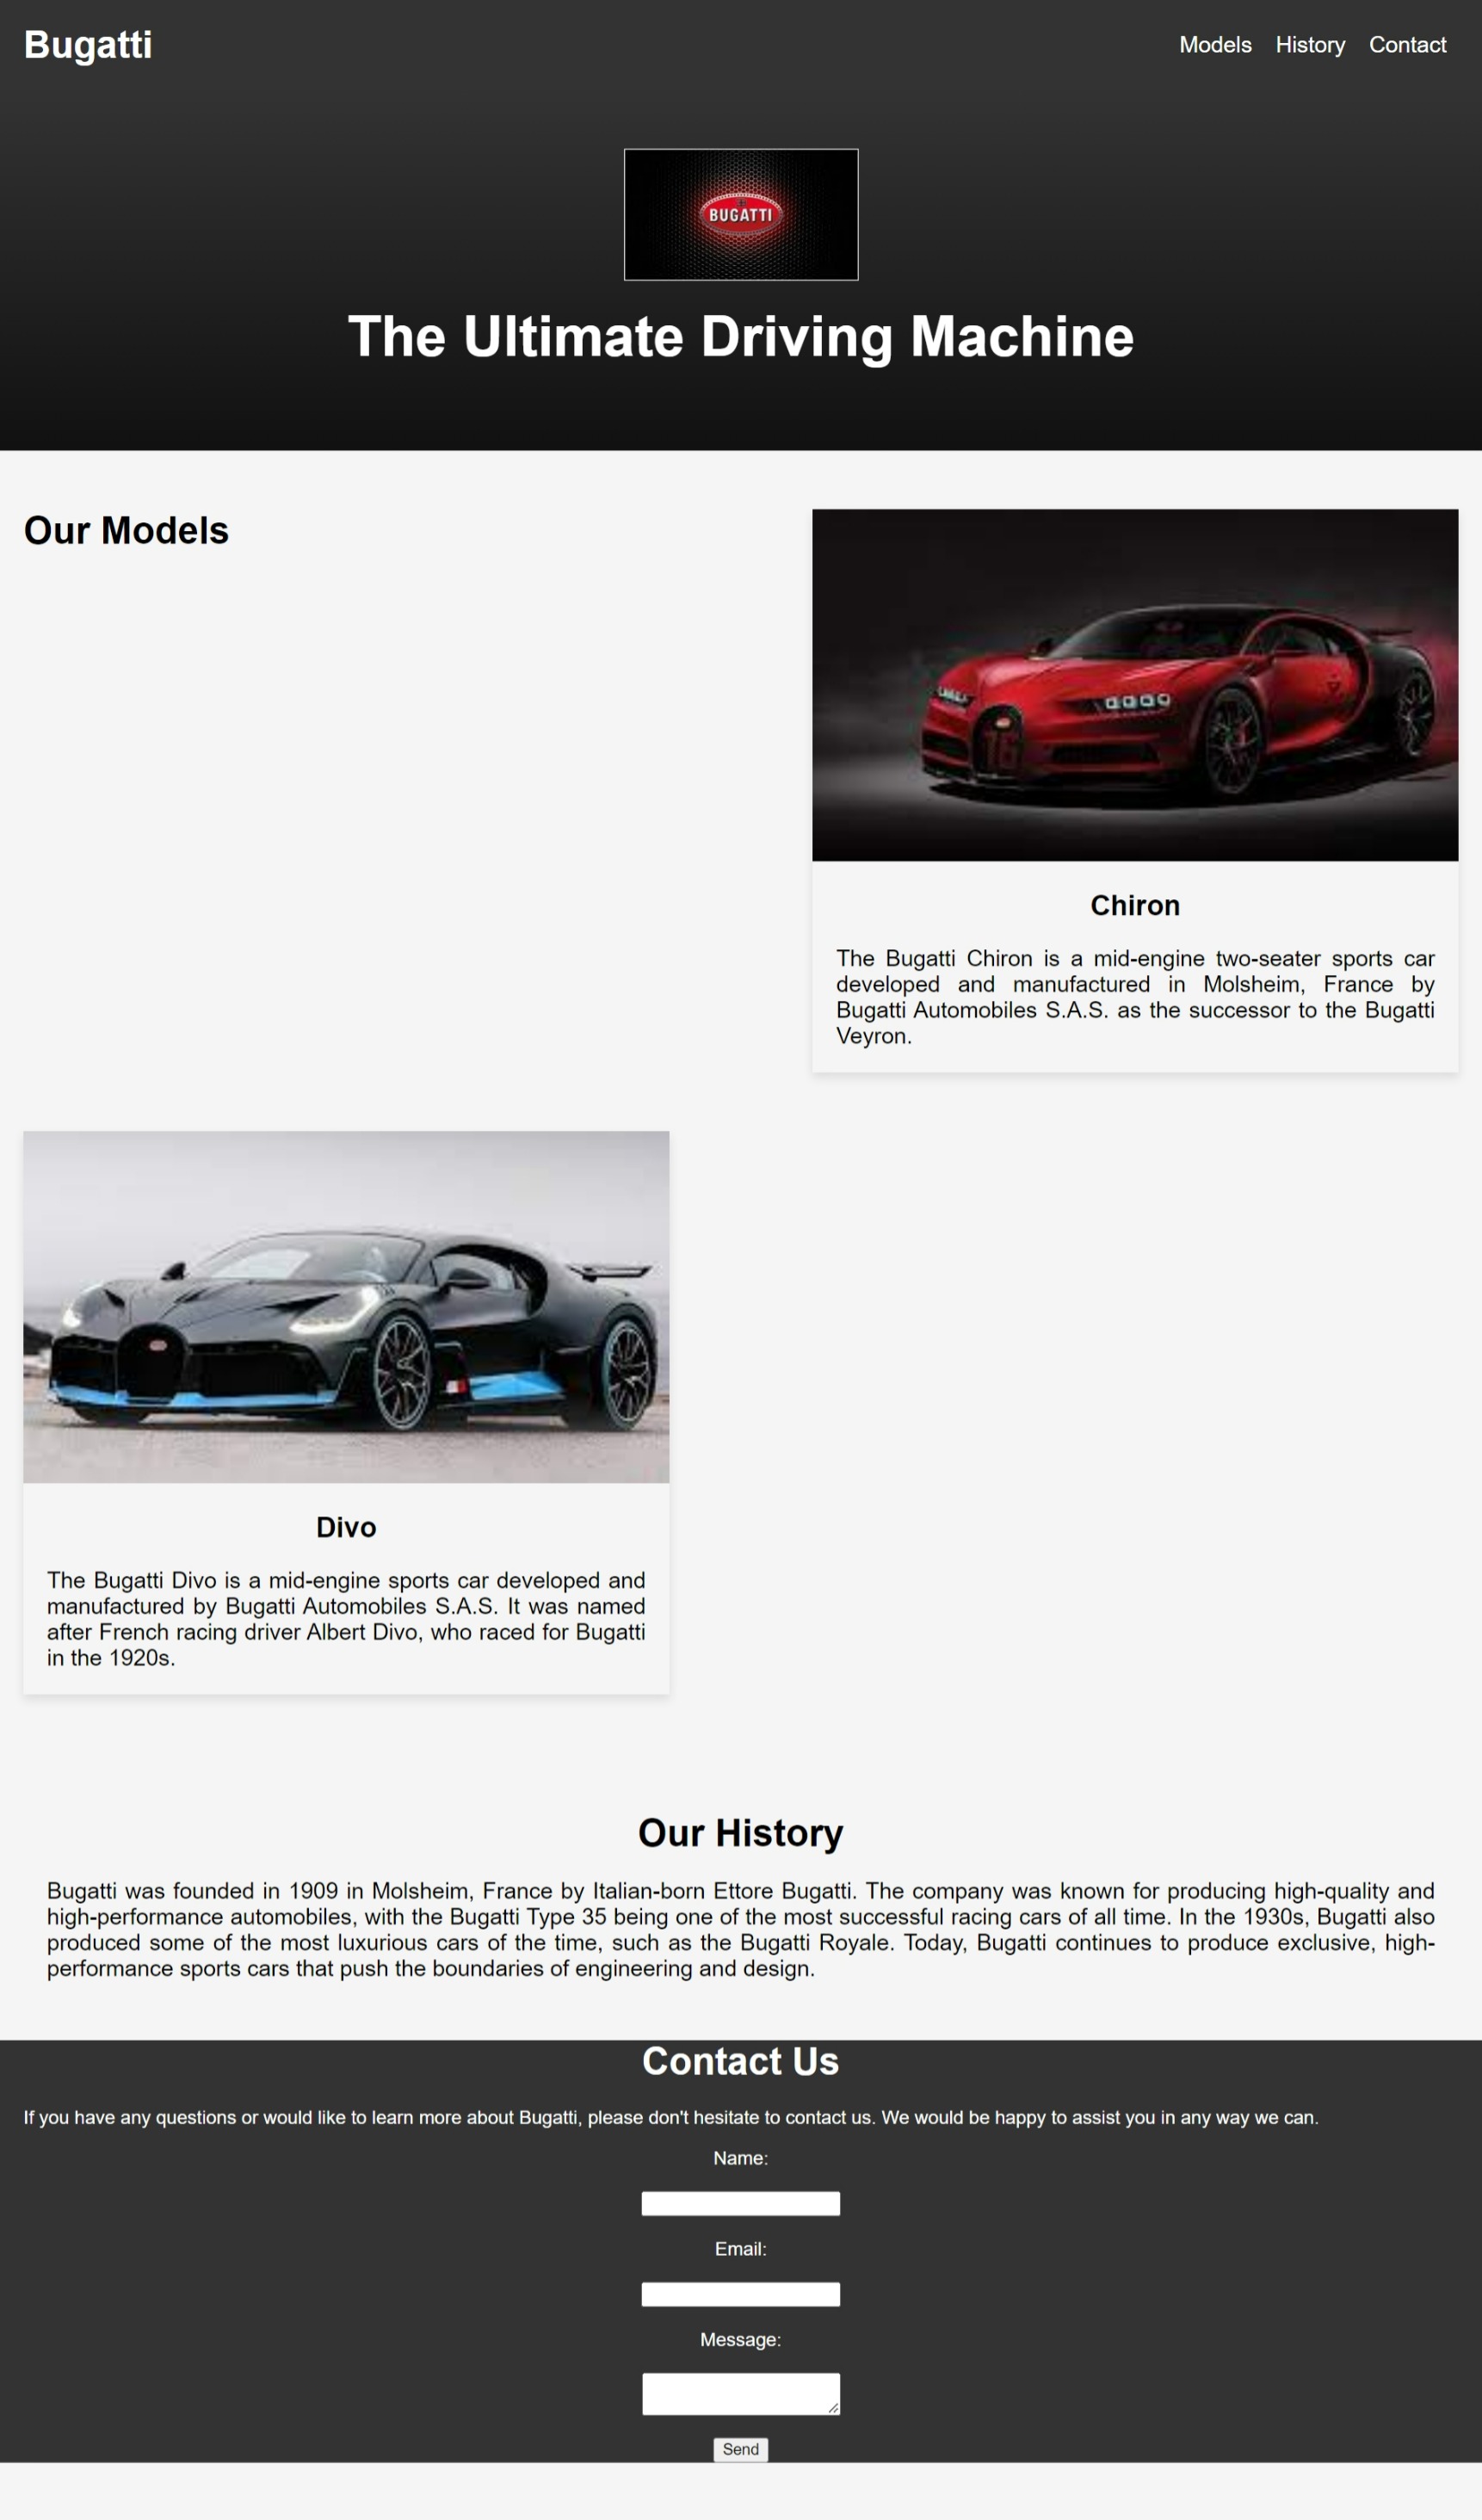 Bugatti
Models History Contact
BUGATTI
The Ultimate Driving Machine
Our Models
Chiron
The Bugatti Chiron is a mid-engine two-seater sports car
developed and manufactured in Molsheim, France by
Bugatti Automobiles S.A.S. as the successor to the Bugatti
Veyron.
Divo
The Bugatti Divo is a mid-engine sports car developed and
manufactured by Bugatti Automobiles S.A.S. It was named
after French racing driver Albert Divo, who raced for Bugatti
in the 1920s.
Our History
Bugatti was founded in 1909 in Molsheim, France by Italian-born Ettore Bugatti. The company was known for producing high-quality and
high-performance automobiles, with the Bugatti Type 35 being one of the most successful racing cars of all time. In the 1930s, Bugatti also
produced some of the most luxurious cars of the time, such as the Bugatti Royale. Today, Bugatti continues to produce exclusive, high-
performance sports cars that push the boundaries of engineering and design.
Contact Us
If you have any questions or would like to learn more about Bugatti, please don't hesitate to contact us. We would be happy to assist you in any way we can.
Name:
Email:
Message:
Send